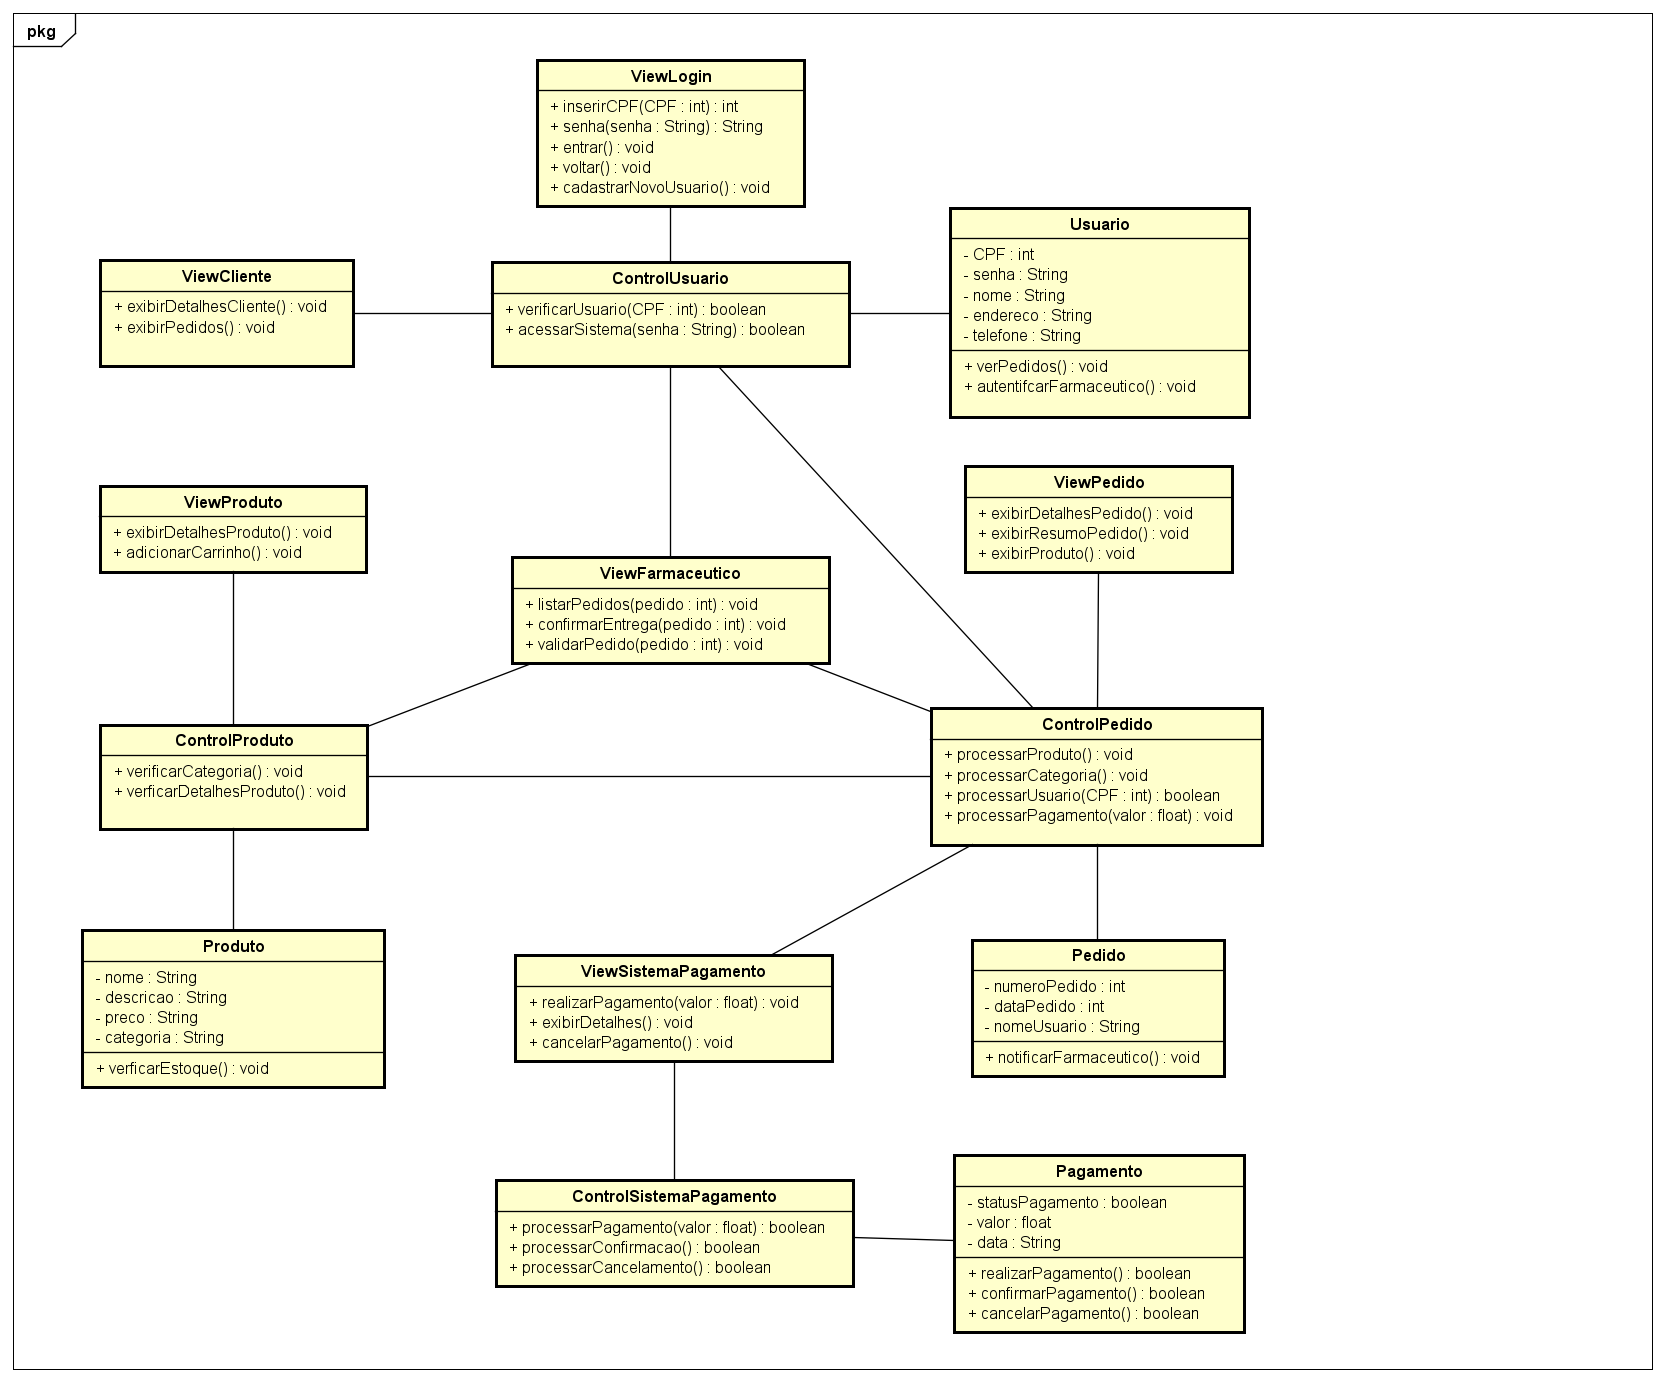 pkg
ViewLogin
+ inserirCPF(CPF : int) : int
+ senha(senha : String) : String
+ entrar() : void
+ voltar() : void
+ cadastrarNovoUsuario() : void
Usuario
- CPF : int
- senha : String
- nome : String
- endereco : String
- telefone : String
+ verPedidos() : void
+ autentifcarFarmaceutico() : void
ViewCliente
+ exibirDetalhesCliente() : void
+ exibirPedidos() : void
ControlUsuario
+ verificarUsuario(CPF : int) : boolean
+ acessarSistema(senha : String) : boolean
ViewProduto
+ exibirDetalhesProduto() : void
+ adicionarCarrinho() : void
ViewPedido
+ exibirDetalhesPedido() : void
+ exibirResumoPedido() : void
+ exibirProduto() : void
ViewFarmaceutico
+ listarPedidos(pedido : int) : void
+ confirmarEntrega(pedido : int) : void
+ validarPedido(pedido : int) : void
ControlProduto
+ verificarCategoria() : void
+ verficarDetalhesProduto() : void
ControlPedido
+ processarProduto() : void
+ processarCategoria() : void
+ processarUsuario(CPF : int) : boolean
+ processarPagamento(valor : float) : void
Produto
- nome : String
- descricao : String
- preco : String
- categoria : String
+ verficarEstoque() : void
ViewSistemaPagamento
+ realizarPagamento(valor : float) : void
+ exibirDetalhes() : void
+ cancelarPagamento() : void
Pedido
- numeroPedido : int
- dataPedido : int
- nomeUsuario : String
+ notificarFarmaceutico() : void
ControlSistemaPagamento
+ processarPagamento(valor : float) : boolean
+ processarConfirmacao() : boolean
+ processarCancelamento() : boolean
Pagamento
- statusPagamento : boolean
- valor : float
- data : String
+ realizarPagamento() : boolean
+ confirmarPagamento() : boolean
+ cancelarPagamento() : boolean